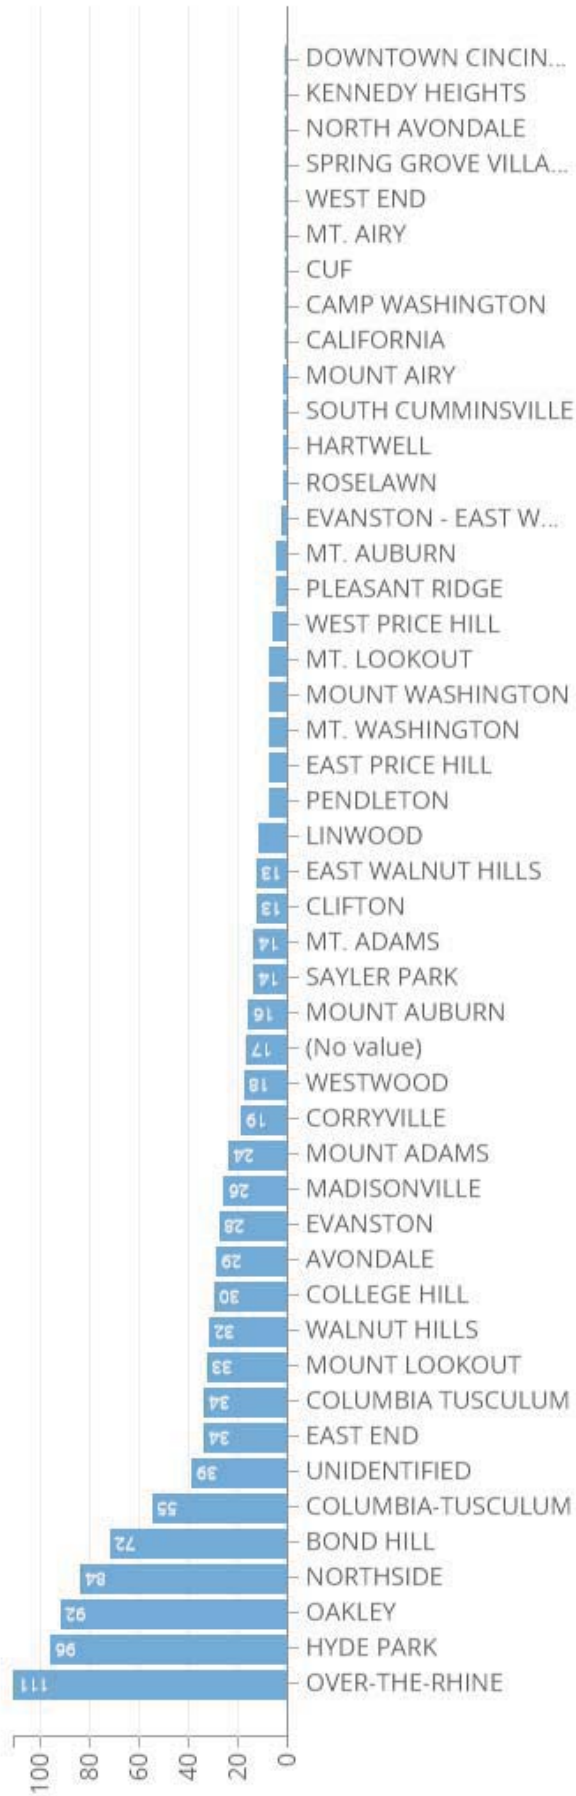 DOWNTOWN CINCIN...
KENNEDY HEIGHTS
NORTH AVONDALE
SPRING GROVE VILLA...
WEST END
MT. AIRY
CUF
CAMP WASHINGTON
CALIFORNIA
MOUNT AIRY
SOUTH CUMMINSVILLE
HARTWELL
ROSELAWN
EVANSTON - EAST W...
MT. AUBURN
PLEASANT RIDGE
WEST PRICE HILL
MT. LOOKOUT
MOUNT WASHINGTON
MT. WASHINGTON
EAST PRICE HILL
PENDLETON
LINWOOD
13 EAST WALNUT HILLS
13 CLIFTON
14 MT. ADAMS
14 SAYLER PARK
16 MOUNT AUBURN
17 (No value)
18 WESTWOOD
19 CORRYVILLE
24 MOUNT ADAMS
26 MADISONVILLE
28 EVANSTON
29 AVONDALE
30 COLLEGE HILL
32 WALNUT HILLS
33 MOUNT LOOKOUT
34 COLUMBIA TUSCULUM
34 EAST END
39 UNIDENTIFIED
55 COLUMBIA-TUSCULUM
72 BOND HILL
84 NORTHSIDE
92 OAKLEY
96 HYDE PARK
111 OVER-THE-RHINE
100 80 60 40 20 0